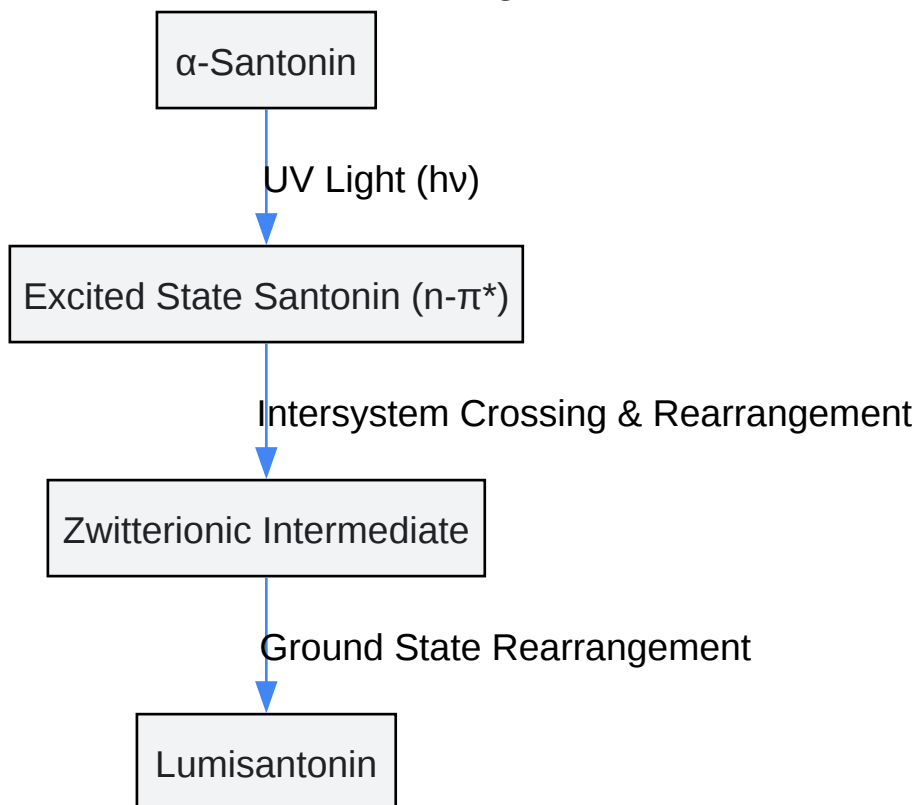 α-Santonin
UV Light (hν)
Excited State Santonin (n-π*)
Intersystem Crossing & Rearrangement
Zwitterionic Intermediate
Ground State Rearrangement
Lumisantonin